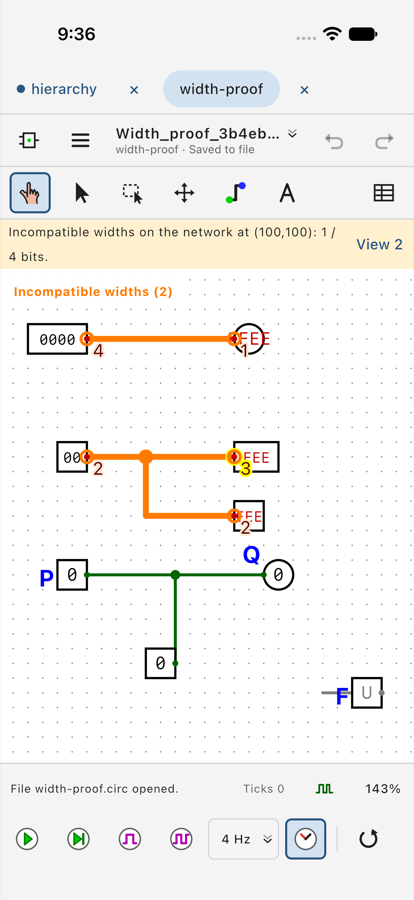 9:36
hierarchy × width-proof ×
Width_proof_3b4eb...
width-proof · Saved to file
A
Incompatible widths on the network at (100,100): 1 /
4 bits.
View 2
Incompatible widths (2)
0000 4 EEE 1
00 2 EEE 3
EE 2
Q
P 0 0
0
F U
File width-proof.circ opened. Ticks 0 143%
4 Hz